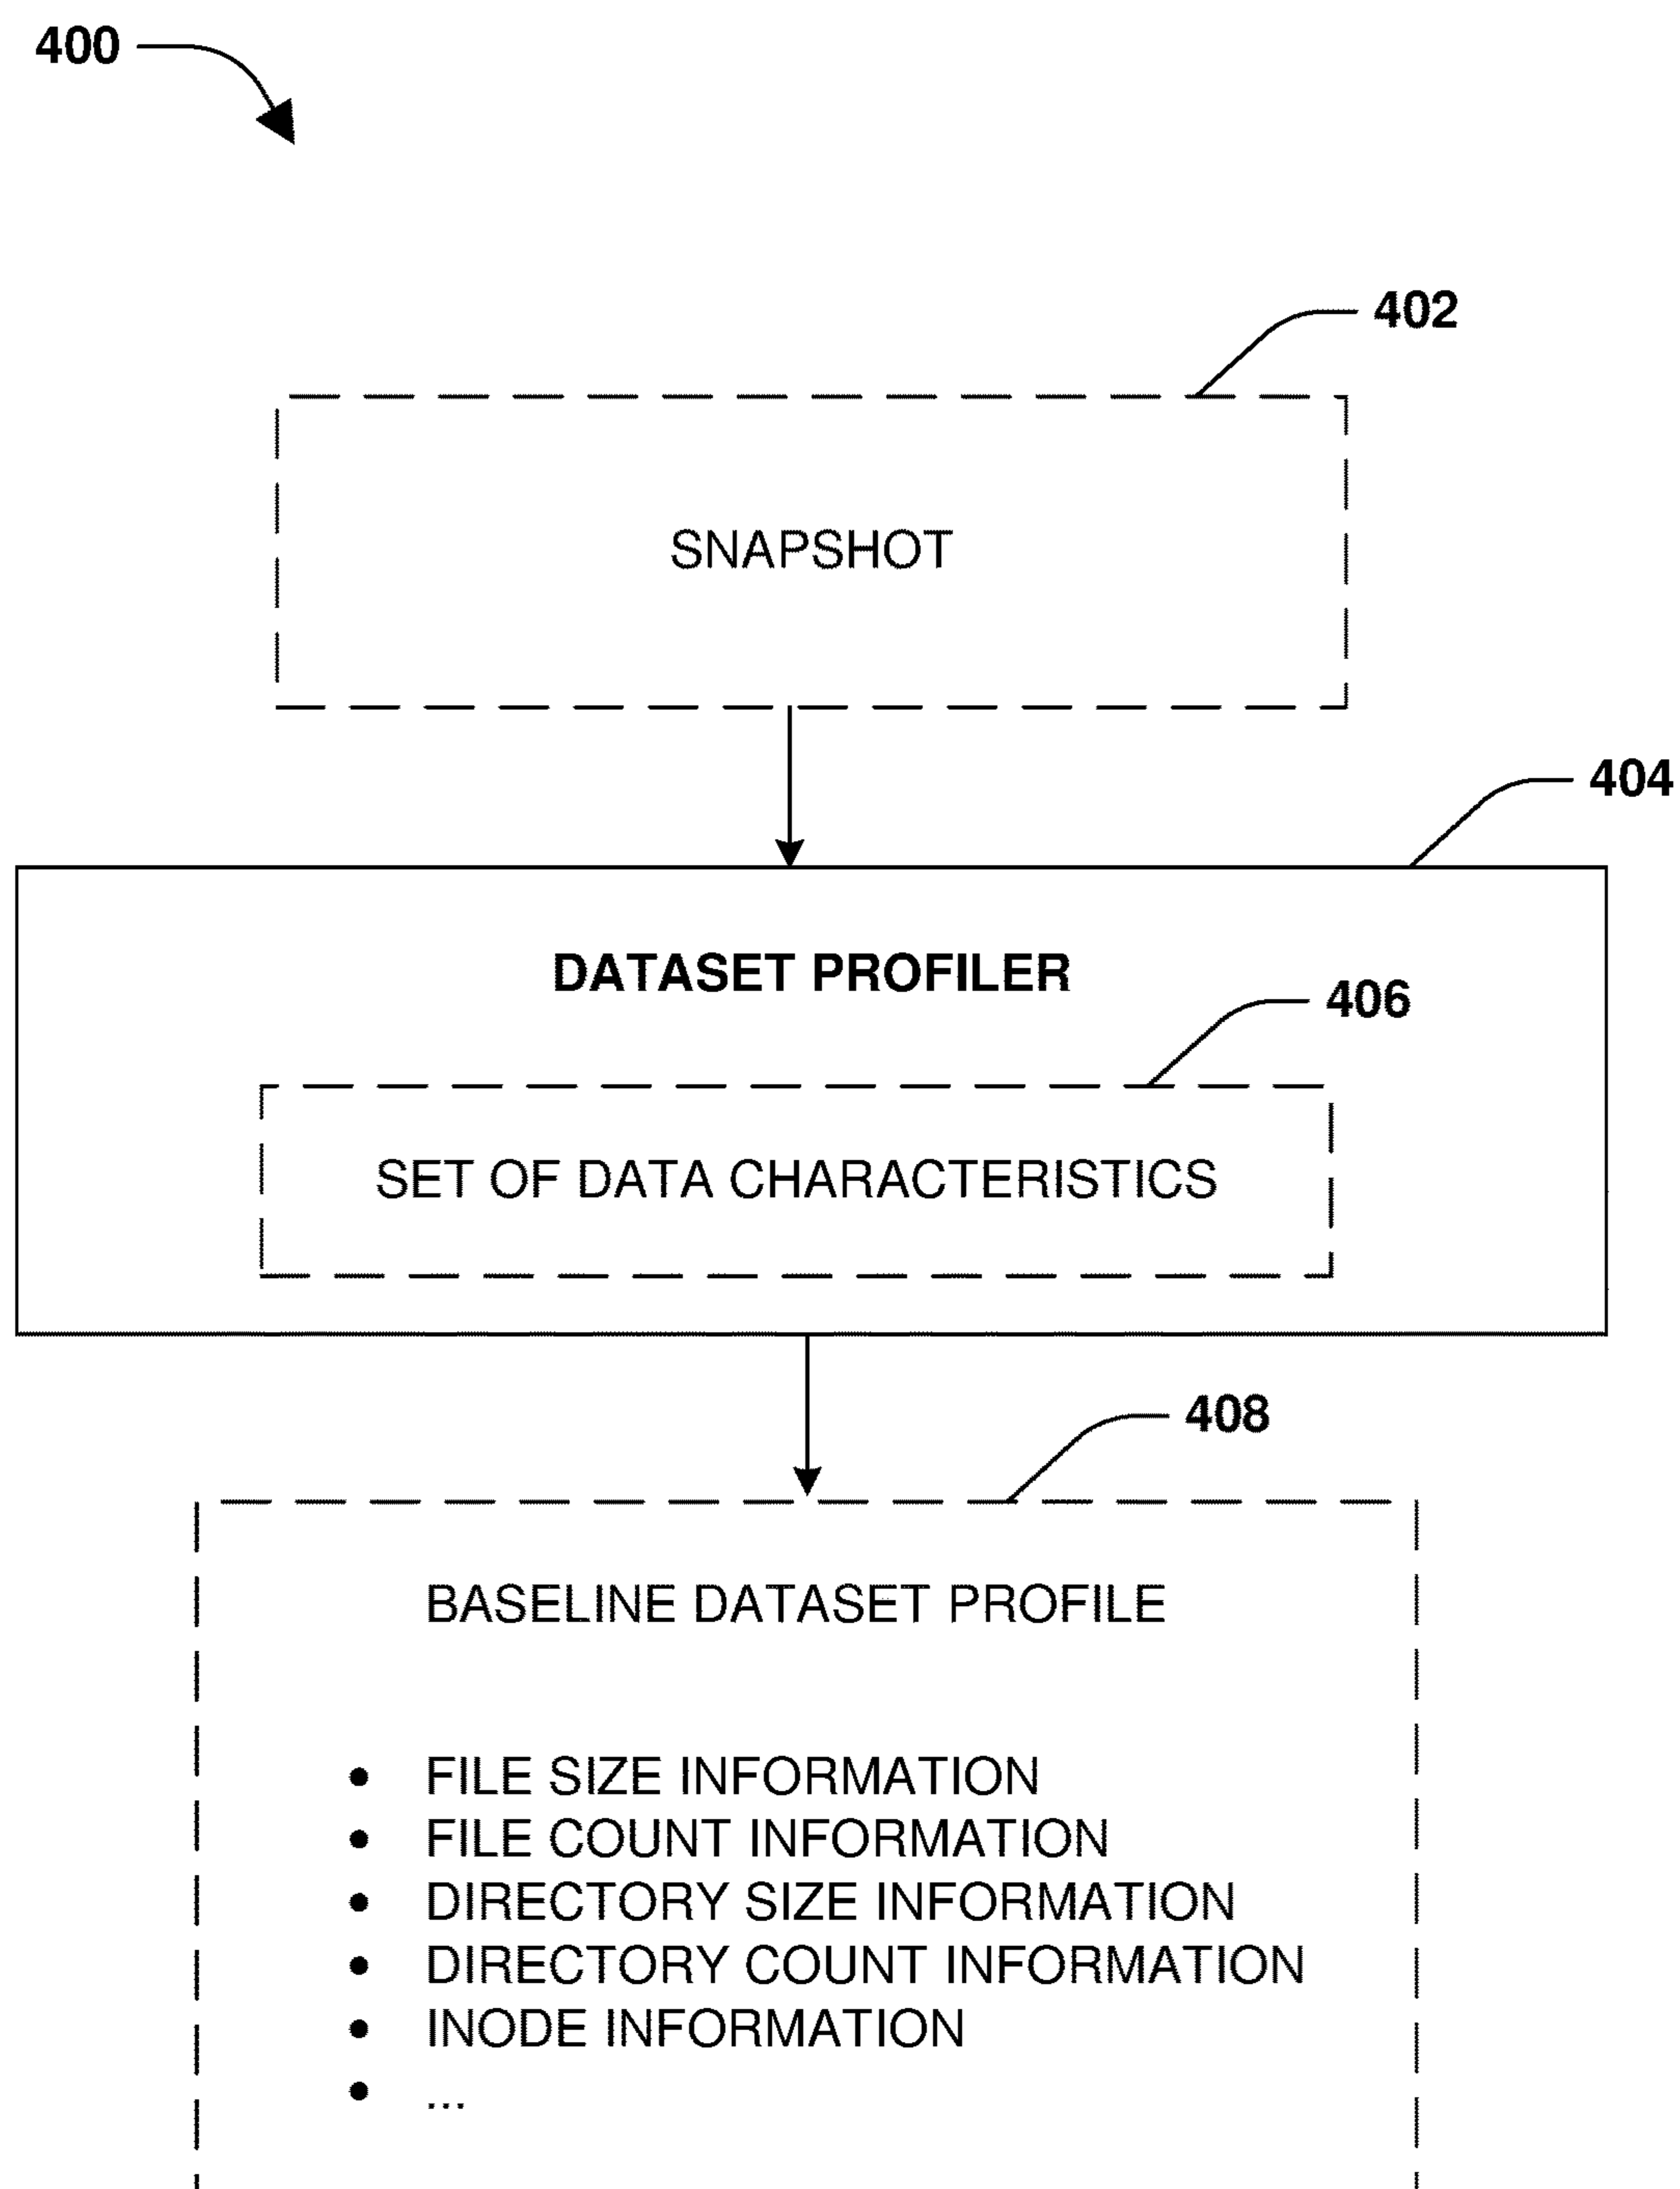 400
402
SNAPSHOT
404
DATASET PROFILER
406
SET OF DATA CHARACTERISTICS
408
BASELINE DATASET PROFILE
• FILE SIZE INFORMATION
• FILE COUNT INFORMATION
• DIRECTORY SIZE INFORMATION
• DIRECTORY COUNT INFORMATION
• INODE INFORMATION
• ...